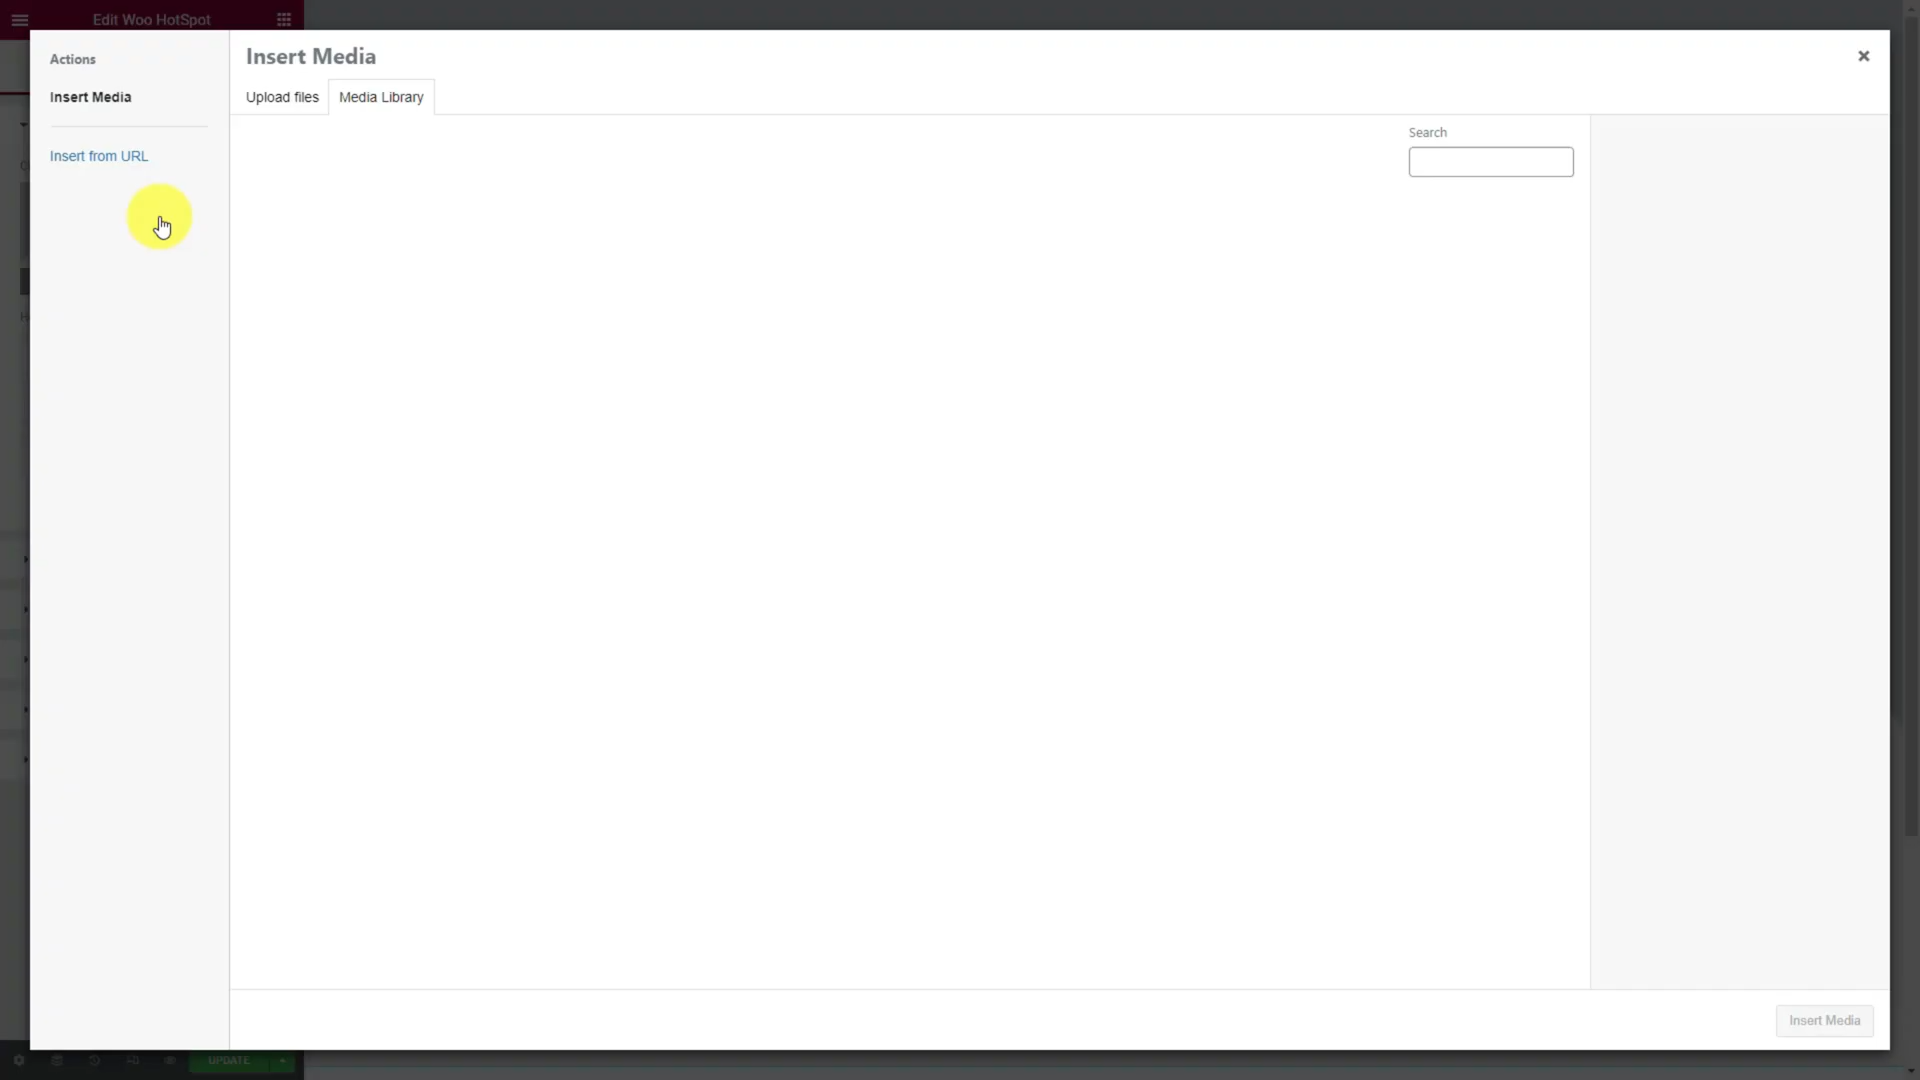 Edit Woo HotSpot
Actions
Insert Media
Insert from URL
Insert Media
Upload files
Media Library
Search
Insert Media
UPDATE